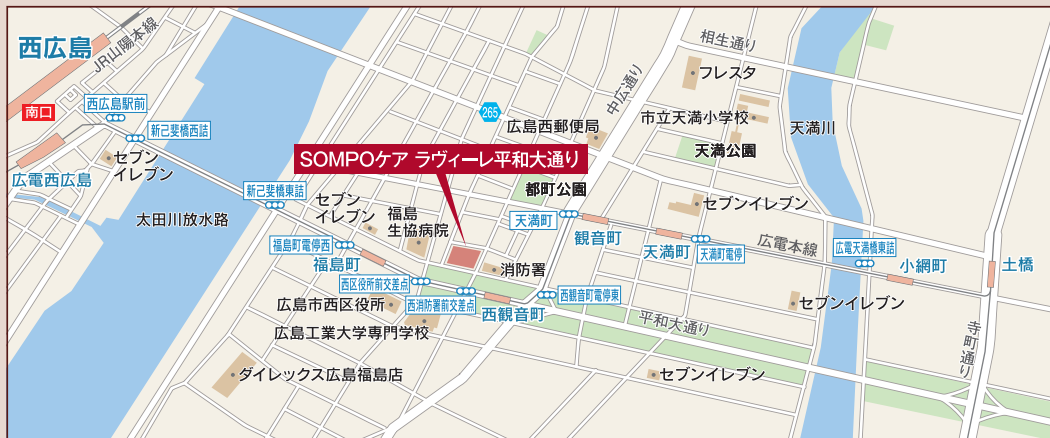 西広島
JR山陽本線
南口
西広島駅前
新己斐橋西詰
セブン
イレブン
広電西広島
太田川放水路
新己斐橋東詰
265
中広通り
相生通り
フレスタ
市立天満小学校
天満公園
天満川
広島西郵便局
SOMPOケア ラヴィーレ平和大通り
都町公園
セブン
イレブン
福島
生協病院
福島町電停西
福島町
天満町
観音町
セブンイレブン
天満町
天満町電停
広電本線
広電天満橋東詰
小網町
土橋
消防署
西区役所前交差点
西消防署前交差点
西観音町電停東
西観音町
広島市西区役所
広島工業大学専門学校
ダイレックス広島福島店
平和大通り
セブンイレブン
セブンイレブン
寺町通り